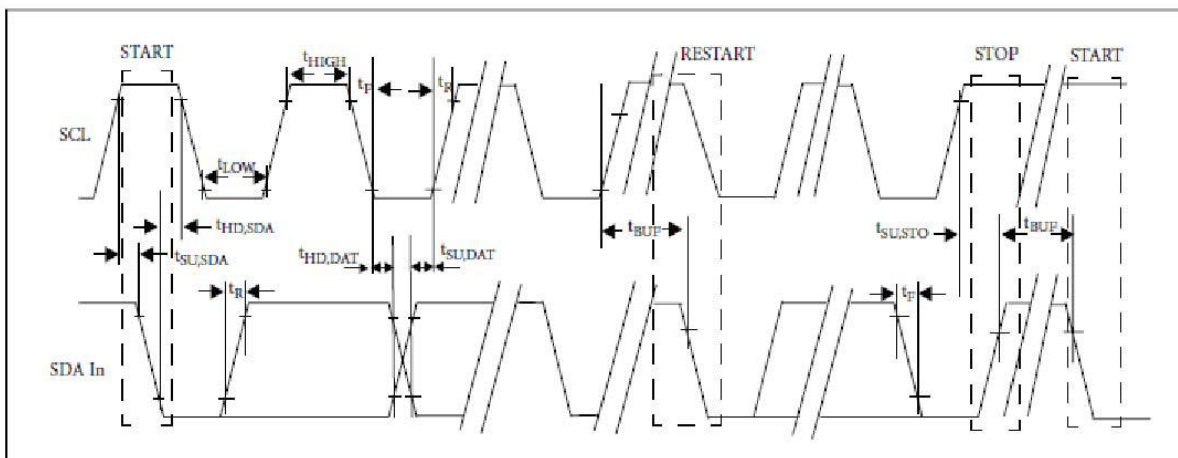 START
tHIGH
tF
tR
RESTART
STOP
START
SCL
tLOW
tHD,SDA
tSU,SDA
tR
tHD,DAT
tSU,DAT
tBUF
tSU,STO
tBUF
tF
SDA In